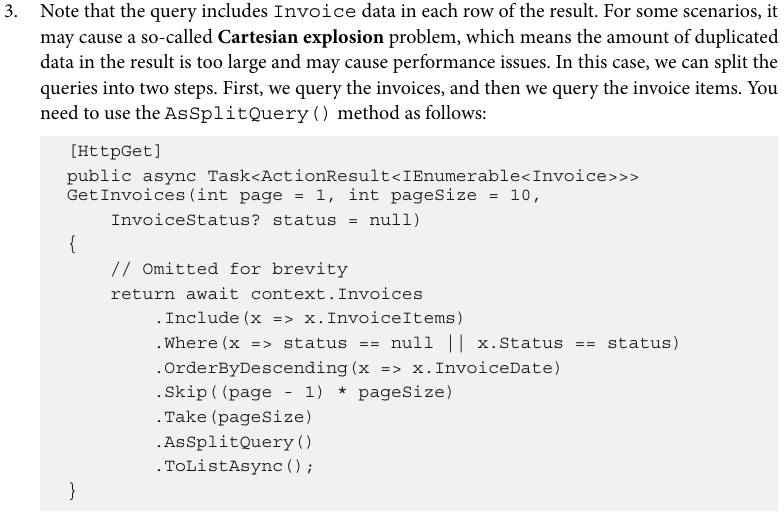 3. Note that the query includes Invoice data in each row of the result. For some scenarios, it
may cause a so-called Cartesian explosion problem, which means the amount of duplicated
data in the result is too large and may cause performance issues. In this case, we can split the
queries into two steps. First, we query the invoices, and then we query the invoice items. You
need to use the AsSplitQuery() method as follows:
[HttpGet]
public async Task<ActionResult<IEnumerable<Invoice>>>
GetInvoices(int page = 1, int pageSize = 10,
    InvoiceStatus? status = null)
{
    // Omitted for brevity
    return await context.Invoices
        .Include(x => x.InvoiceItems)
        .Where(x => status == null || x.Status == status)
        .OrderByDescending(x => x.InvoiceDate)
        .Skip((page - 1) * pageSize)
        .Take(pageSize)
        .AsSplitQuery()
        .ToListAsync();
}